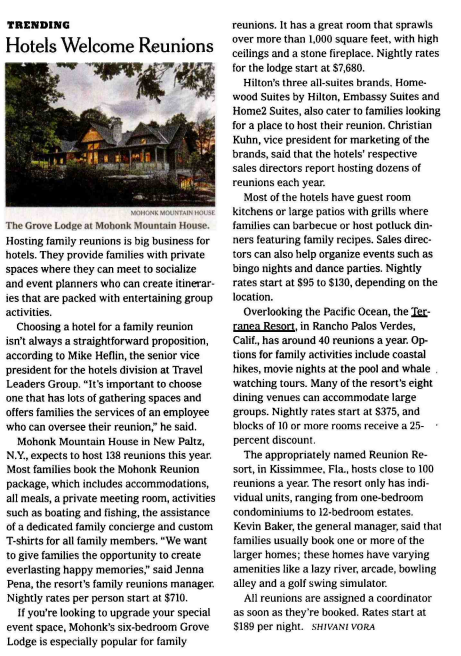 TRENDING
Hotels Welcome Reunions
MOHONK MOUNTAIN HOUSE
The Grove Lodge at Mohonk Mountain House.
Hosting family reunions is big business for
hotels. They provide families with private
spaces where they can meet to socialize
and event planners who can create itinerar-
ies that are packed with entertaining group
activities.
Choosing a hotel for a family reunion
isn't always a straightforward proposition,
according to Mike Heflin, the senior vice
president for the hotels division at Travel
Leaders Group. "It's important to choose
one that has lots of gathering spaces and
offers families the services of an employee
who can oversee their reunion," he said.
Mohonk Mountain House in New Paltz,
N.Y., expects to host 138 reunions this year.
Most families book the Mohonk Reunion
package, which includes accommodations,
all meals, a private meeting room, activities
such as boating and fishing, the assistance
of a dedicated family concierge and custom
T-shirts for all family members. "We want
to give families the opportunity to create
everlasting happy memories," said Jenna
Pena, the resort's family reunions manager.
Nightly rates per person start at $710.
If you're looking to upgrade your special
event space, Mohonk's six-bedroom Grove
Lodge is especially popular for family
reunions. It has a great room that sprawls
over more than 1,000 square feet, with high
ceilings and a stone fireplace. Nightly rates
for the lodge start at $7,680.
Hilton's three all-suites brands, Home-
wood Suites by Hilton, Embassy Suites and
Home2 Suites, also cater to families looking
for a place to host their reunion. Christian
Kuhn, vice president for marketing of the
brands, said that the hotels' respective
sales directors report hosting dozens of
reunions each year.
Most of the hotels have guest room
kitchens or large patios with grills where
families can barbecue or host potluck din-
ners featuring family recipes. Sales direc-
tors can also help organize events such as
bingo nights and dance parties. Nightly
rates start at $95 to $130, depending on the
location.
Overlooking the Pacific Ocean, the Ter-
ranea Resort, in Rancho Palos Verdes,
Calif., has around 40 reunions a year. Op-
tions for family activities include coastal
hikes, movie nights at the pool and whale
watching tours. Many of the resort's eight
dining venues can accommodate large
groups. Nightly rates start at $375, and
blocks of 10 or more rooms receive a 25-
percent discount.
The appropriately named Reunion Re-
sort, in Kissimmee, Fla., hosts close to 100
reunions a year. The resort only has indi-
vidual units, ranging from one-bedroom
condominiums to 12-bedroom estates.
Kevin Baker, the general manager, said that
families usually book one or more of the
larger homes; these homes have varying
amenities like a lazy river, arcade, bowling
alley and a golf swing simulator.
All reunions are assigned a coordinator
as soon as they're booked. Rates start at
$189 per night. SHIVANI VORA